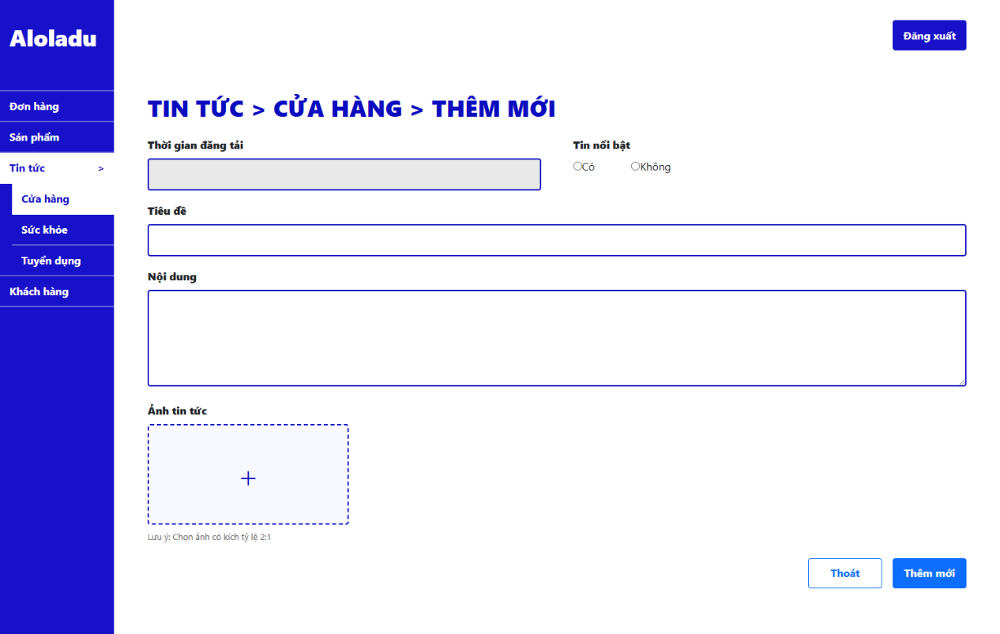 Aloladu
Đăng xuất
Đơn hàng
Sản phẩm
Tin tức >
Cửa hàng
Sức khỏe
Tuyển dụng
Khách hàng
TIN TỨC > CỬA HÀNG > THÊM MỚI
Thời gian đăng tải
Tin nổi bật
Có Không
Tiêu đề
Nội dung
Ảnh tin tức
+
Lưu ý: Chọn ảnh có kích tỷ lệ 2:1
Thoát Thêm mới